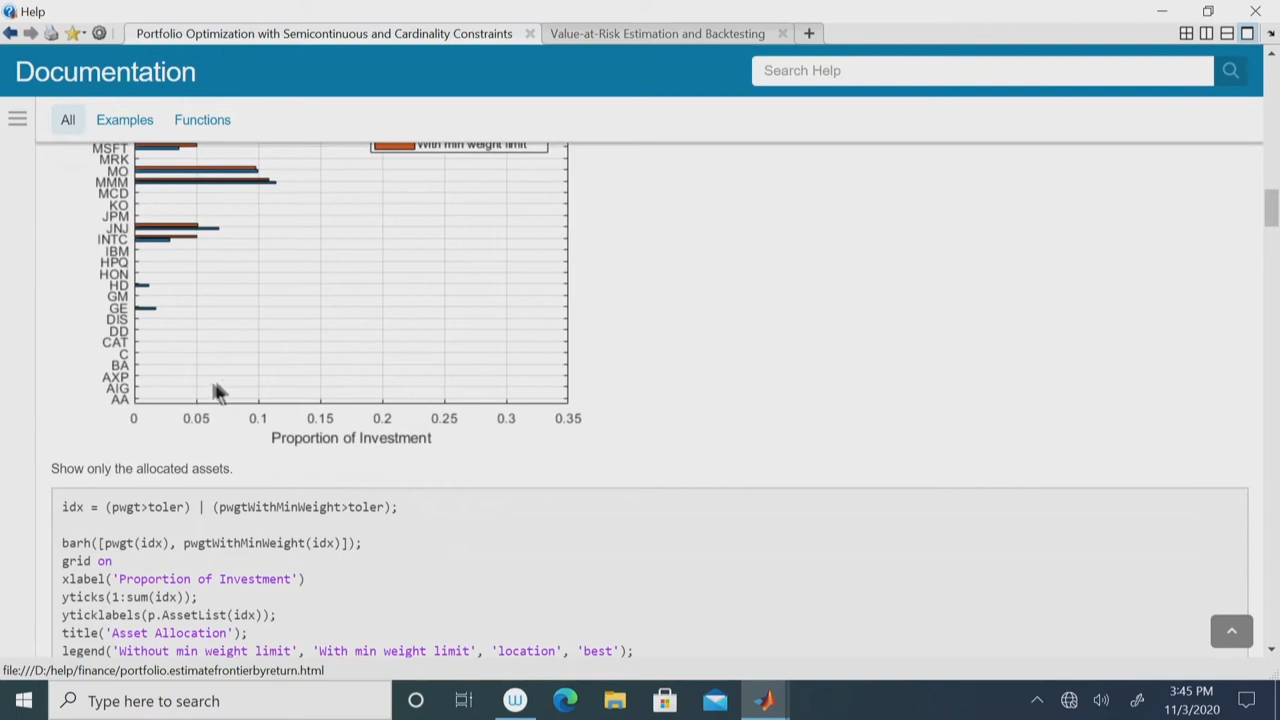 Help
Portfolio Optimization with Semicontinuous and Cardinality Constraints
Value-at-Risk Estimation and Backtesting
Documentation
Search Help
All
Examples
Functions
With min weight limit
MSFT
MRK
MO
MMM
MCD
KO
JPM
JNJ
INTC
IBM
HPQ
HON
HD
GM
GE
DIS
DD
CAT
C
BA
AXP
AIG
AA
0 0.05 0.1 0.15 0.2 0.25 0.3 0.35
Proportion of Investment
Show only the allocated assets.
idx = (pwgt>toler) | (pwgtWithMinWeight>toler);
barh([pwgt(idx), pwgtWithMinWeight(idx)]);
grid on
xlabel('Proportion of Investment')
yticks(1:sum(idx));
yticklabels(p.AssetList(idx));
title('Asset Allocation');
legend('Without min weight limit', 'With min weight limit', 'location', 'best');
file:///D:/help/finance/portfolio.estimatefrontierbyreturn.html
Type here to search
3:45 PM
11/3/2020